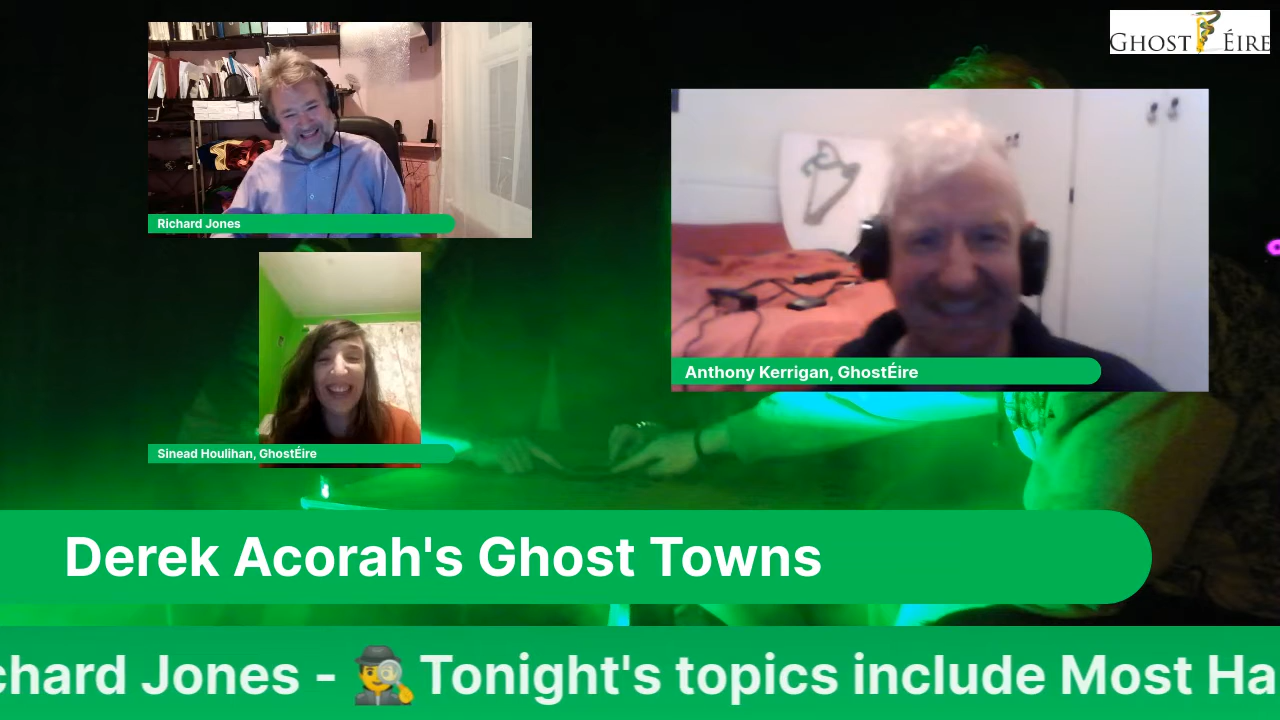 GHOST ÉIRE
Richard Jones
Anthony Kerrigan, GhostÉire
Sinead Houlihan, GhostÉire
Derek Acorah's Ghost Towns
chard Jones - Tonight's topics include Most Ha